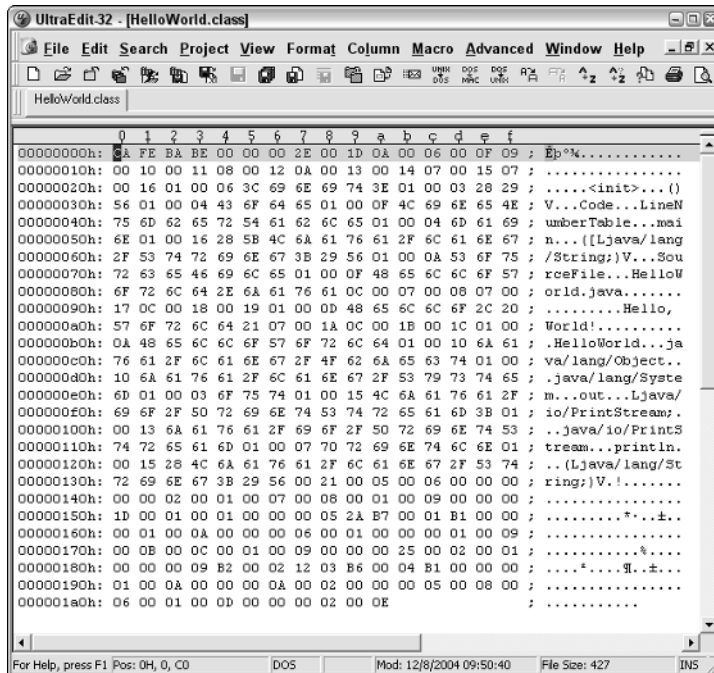 UltraEdit-32 - [HelloWorld.class]
File Edit Search Project View Format Column Macro Advanced Window Help
HelloWorld.class
0 1 2 3 4 5 6 7 8 9 a b c d e f
00000000h: CA FE BA BE 00 00 00 2E 00 1D 0A 00 06 00 0F 09 ; Êþº¾............
00000010h: 00 10 00 11 08 00 12 0A 00 13 00 14 07 00 15 07 ; ................
00000020h: 00 16 01 00 06 3C 69 6E 69 74 3E 01 00 03 28 29 ; .....<init>...()
00000030h: 56 01 00 04 43 6F 64 65 01 00 0F 4C 69 6E 65 4E ; V...Code...LineN
00000040h: 75 6D 62 65 72 54 61 62 6C 65 01 00 04 6D 61 69 ; umberTable...mai
00000050h: 6E 01 00 16 28 5B 4C 6A 61 76 61 2F 6C 61 6E 67 ; n...([Ljava/lang
00000060h: 2F 53 74 72 69 6E 67 3B 29 56 01 00 0A 53 6F 75 ; /String;)V...Sou
00000070h: 72 63 65 46 69 6C 65 01 00 0F 48 65 6C 6C 6F 57 ; rceFile...HelloW
00000080h: 6F 72 6C 64 2E 6A 61 76 61 0C 00 07 00 08 07 00 ; orld.java.......
00000090h: 17 0C 00 18 00 19 01 00 0D 48 65 6C 6C 6F 2C 20 ; .........Hello,
000000a0h: 57 6F 72 6C 64 21 07 00 1A 0C 00 1B 00 1C 01 00 ; World!..........
000000b0h: 0A 48 65 6C 6C 6F 57 6F 72 6C 64 01 00 10 6A 61 ; .HelloWorld...ja
000000c0h: 76 61 2F 6C 61 6E 67 2F 4F 62 6A 65 63 74 01 00 ; va/lang/Object..
000000d0h: 10 6A 61 76 61 2F 6C 61 6E 67 2F 53 79 73 74 65 ; .java/lang/Syste
000000e0h: 6D 01 00 03 6F 75 74 01 00 15 4C 6A 61 76 61 2F ; m...out...Ljava/
000000f0h: 69 6F 2F 50 72 69 6E 74 53 74 72 65 61 6D 3B 01 ; io/PrintStream;.
00000100h: 00 13 6A 61 76 61 2F 69 6F 2F 50 72 69 6E 74 53 ; ..java/io/PrintS
00000110h: 74 72 65 61 6D 01 00 07 70 72 69 6E 74 6C 6E 01 ; tream...println.
00000120h: 00 15 28 4C 6A 61 76 61 2F 6C 61 6E 67 2F 53 74 ; ..(Ljava/lang/St
00000130h: 72 69 6E 67 3B 29 56 00 21 00 05 00 06 00 00 00 ; ring;)V.!.......
00000140h: 00 00 02 00 01 00 07 00 08 00 01 00 09 00 00 00 ; ................
00000150h: 1D 00 01 00 01 00 00 00 05 2A B7 00 01 B1 00 00 ; .........*·..±..
00000160h: 00 01 00 0A 00 00 00 06 00 01 00 00 00 01 00 09 ; ................
00000170h: 00 0B 00 0C 00 01 00 09 00 00 00 25 00 02 00 01 ; ...........%....
00000180h: 00 00 00 09 B2 00 02 12 03 B6 00 04 B1 00 00 00 ; ....²....¶..±...
00000190h: 01 00 0A 00 00 00 0A 00 02 00 00 00 05 00 08 00 ; ................
000001a0h: 06 00 01 00 0D 00 00 00 02 00 0E ; ...........
For Help, press F1 Pos: 0H, 0, C0 DOS Mod: 12/8/2004 09:50:40 File Size: 427 INS